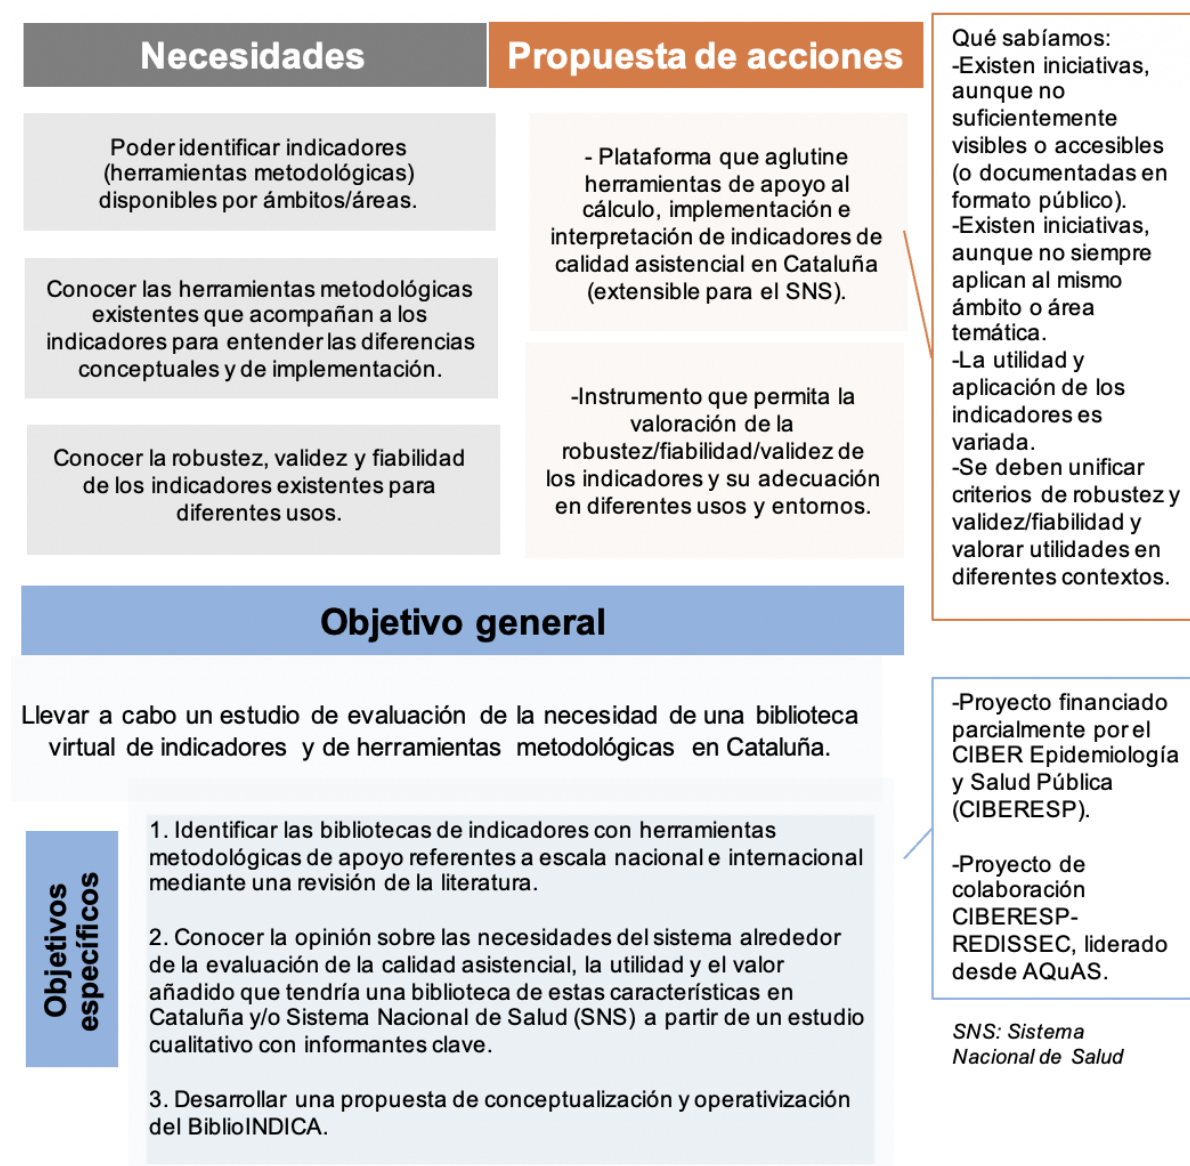 Necesidades
Poder identificar indicadores
(herramientas metodológicas)
disponibles por ámbitos/áreas.
Conocer las herramientas metodológicas
existentes que acompañan a los
indicadores para entender las diferencias
conceptuales y de implementación.
Conocer la robustez, validez y fiabilidad
de los indicadores existentes para
diferentes usos.
Propuesta de acciones
- Plataforma que aglutine
herramientas de apoyo al
cálculo, implementación e
interpretación de indicadores de
calidad asistencial en Cataluña
(extensible para el SNS).
-Instrumento que permita la
valoración de la
robustez/fiabilidad/validez de
los indicadores y su adecuación
en diferentes usos y entornos.
Qué sabíamos:
-Existen iniciativas,
aunque no
suficientemente
visibles o accesibles
(o documentadas en
formato público).
-Existen iniciativas,
aunque no siempre
aplican al mismo
ámbito o área
temática.
-La utilidad y
aplicación de los
indicadores es
variada.
-Se deben unificar
criterios de robustez y
validez/fiabilidad y
valorar utilidades en
diferentes contextos.
Objetivo general
Llevar a cabo un estudio de evaluación de la necesidad de una biblioteca
virtual de indicadores y de herramientas metodológicas en Cataluña.
Objetivos
específicos
1. Identificar las bibliotecas de indicadores con herramientas
metodológicas de apoyo referentes a escala nacional e internacional
mediante una revisión de la literatura.
2. Conocer la opinión sobre las necesidades del sistema alrededor
de la evaluación de la calidad asistencial, la utilidad y el valor
añadido que tendría una biblioteca de estas características en
Cataluña y/o Sistema Nacional de Salud (SNS) a partir de un estudio
cualitativo con informantes clave.
3. Desarrollar una propuesta de conceptualización y operativización
del BiblioINDICA.
-Proyecto financiado
parcialmente por el
CIBER Epidemiología
y Salud Pública
(CIBERESP).
-Proyecto de
colaboración
CIBERESP-
REDISSEC, liderado
desde AQuAS.
SNS: Sistema
Nacional de Salud